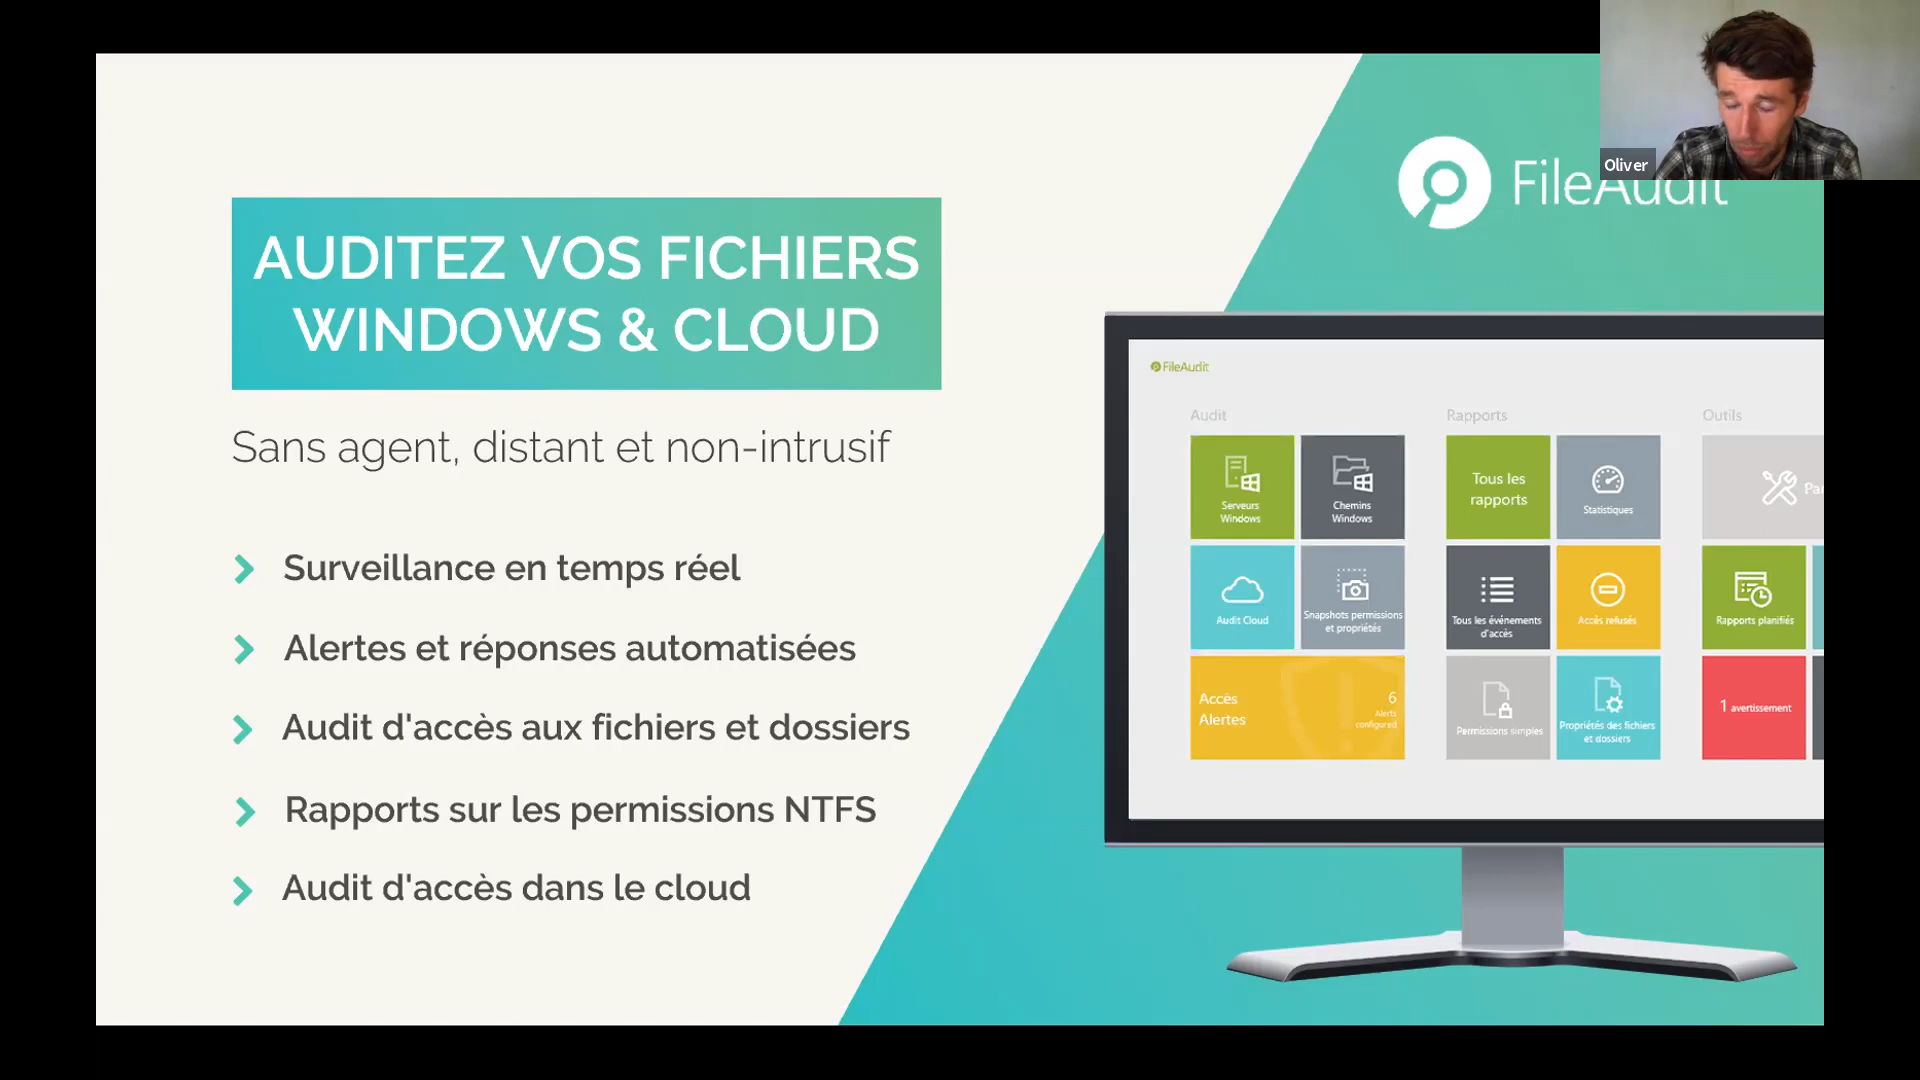 Oliver
FileAudit
AUDITEZ VOS FICHIERS
WINDOWS & CLOUD
Sans agent, distant et non-intrusif
Surveillance en temps réel
Alertes et réponses automatisées
Audit d'accès aux fichiers et dossiers
Rapports sur les permissions NTFS
Audit d'accès dans le cloud
FileAudit
Audit
Serveurs
Windows
Chemins
Windows
Audit Cloud
Snapshots permissions
et propriétés
Accès
Alertes
6
Alerts
configured
Rapports
Tous les
rapports
Statistiques
Tous les événements
d'accès
Accès refusés
Permissions simples
Propriétés des fichiers
et dossiers
Outils
Rapports planifiés
1 avertissement